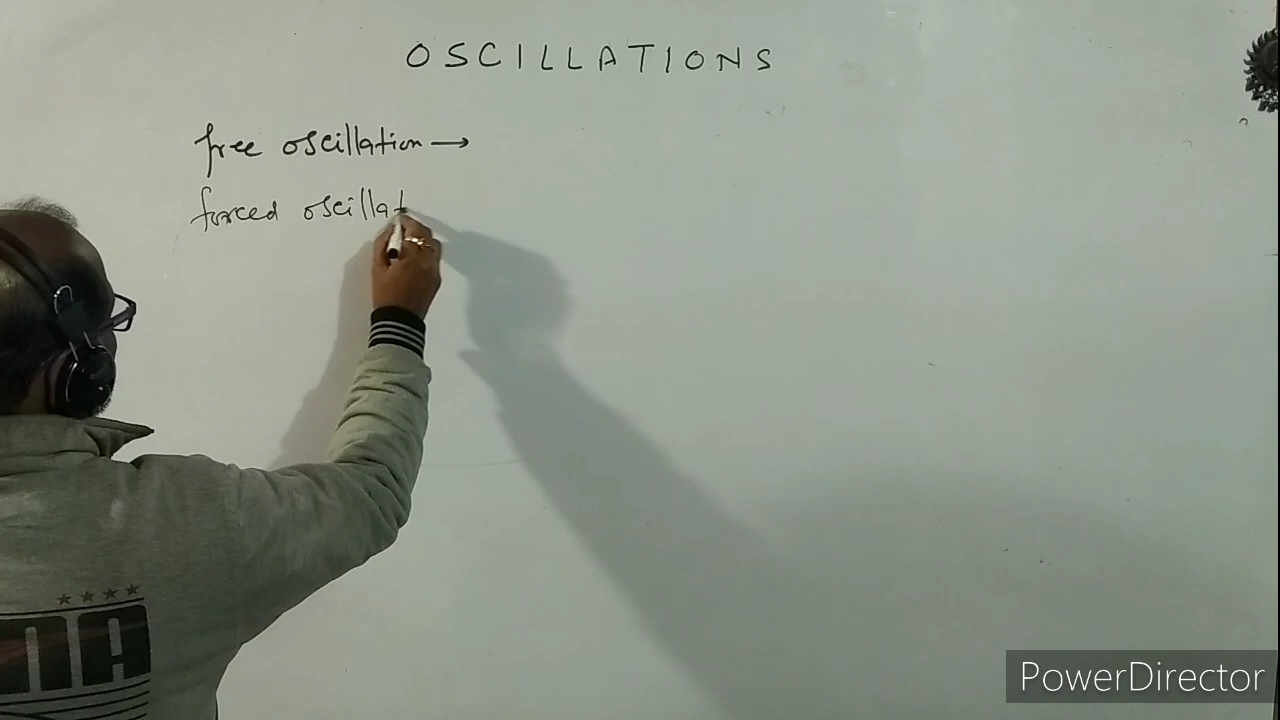 OSCILLATIONS
free oscillation →
forced oscillat
PowerDirector